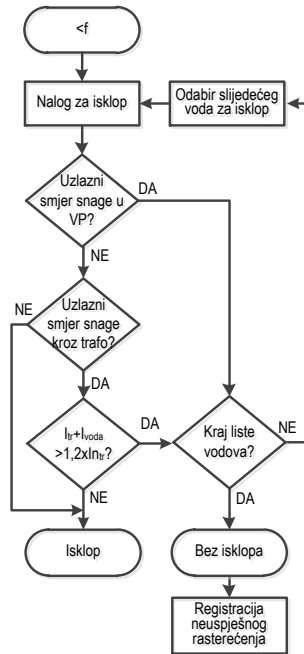 <f
Nalog za isklop
Odabir slijedećeg
voda za isklop
Uzlazni
smjer snage u
VP?
DA
NE
Uzlazni
smjer snage
kroz trafo?
NE
DA
Itr+Ivoda
>1,2xIntr?
DA
NE
Kraj liste
vodova?
NE
DA
Isklop
Bez isklopa
Registracija
neuspješnog
rasterećenja